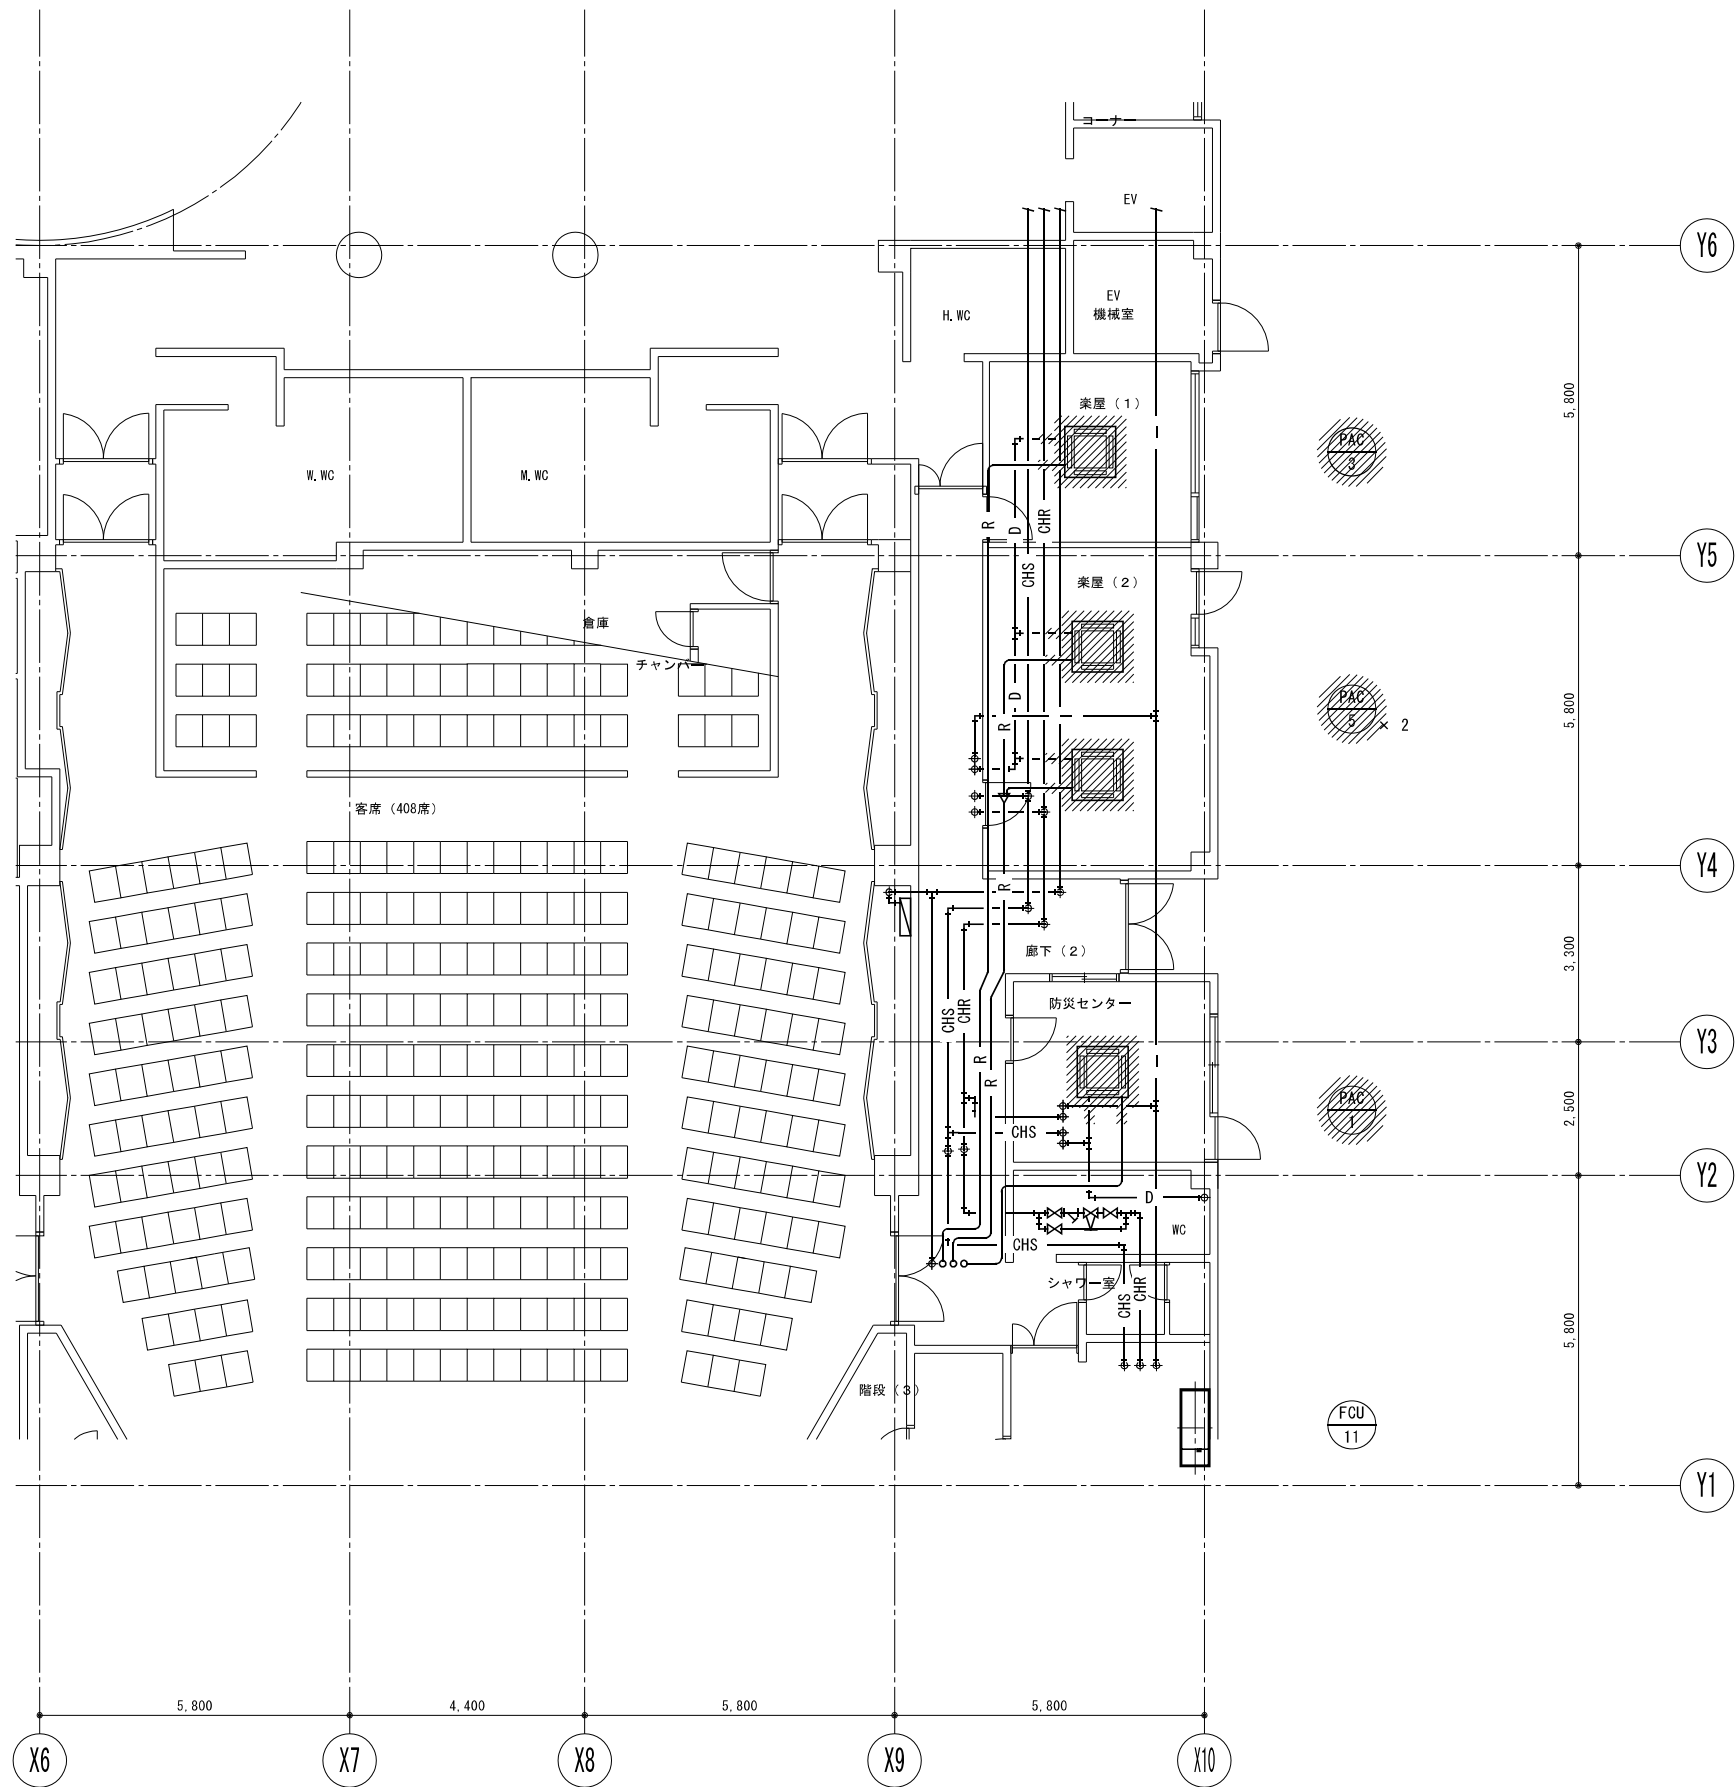 コーナー
EV
Y6
H.WC
EV
機械室
楽屋（1）
PAC
3
5,800
W.WC
M.WC
R
D
CHR
Y5
CHS
楽屋（2）
倉庫
チャンバー
D
R
PAC
5
× 2
5,800
客席（408席）
Y4
R
廊下（2）
3,300
防災センター
CHS
CHR
Y3
R
R
PAC
1
2,500
CHS
Y2
D
WC
CHS
シャワー室
CHS
CHR
5,800
階段（3）
FCU
11
Y1
5,800
4,400
5,800
5,800
X6
X7
X8
X9
X10